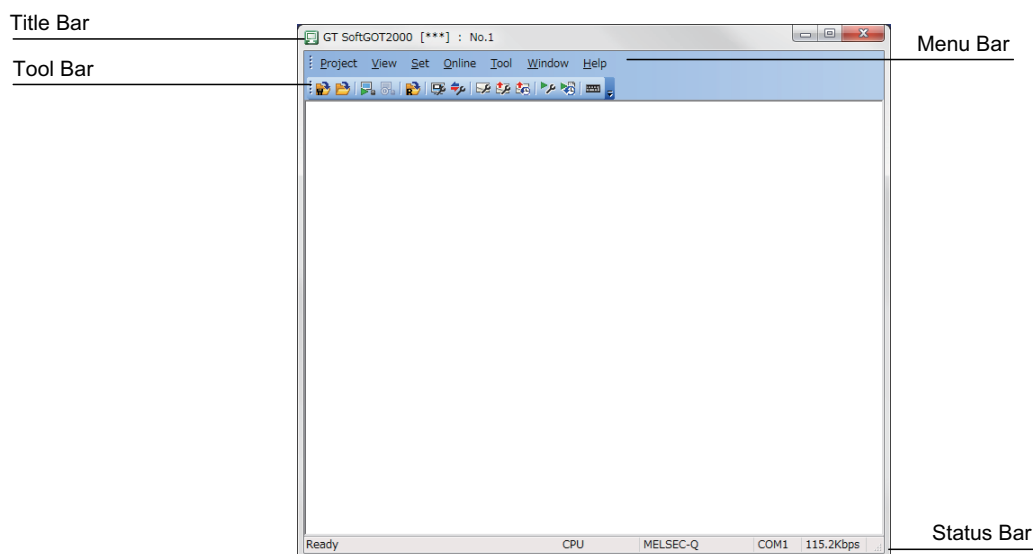 Title Bar
GT SoftGOT2000 [***] : No.1
Menu Bar
Project View Set Online Tool Window Help
Tool Bar
Ready CPU MELSEC-Q COM1 115.2Kbps
Status Bar